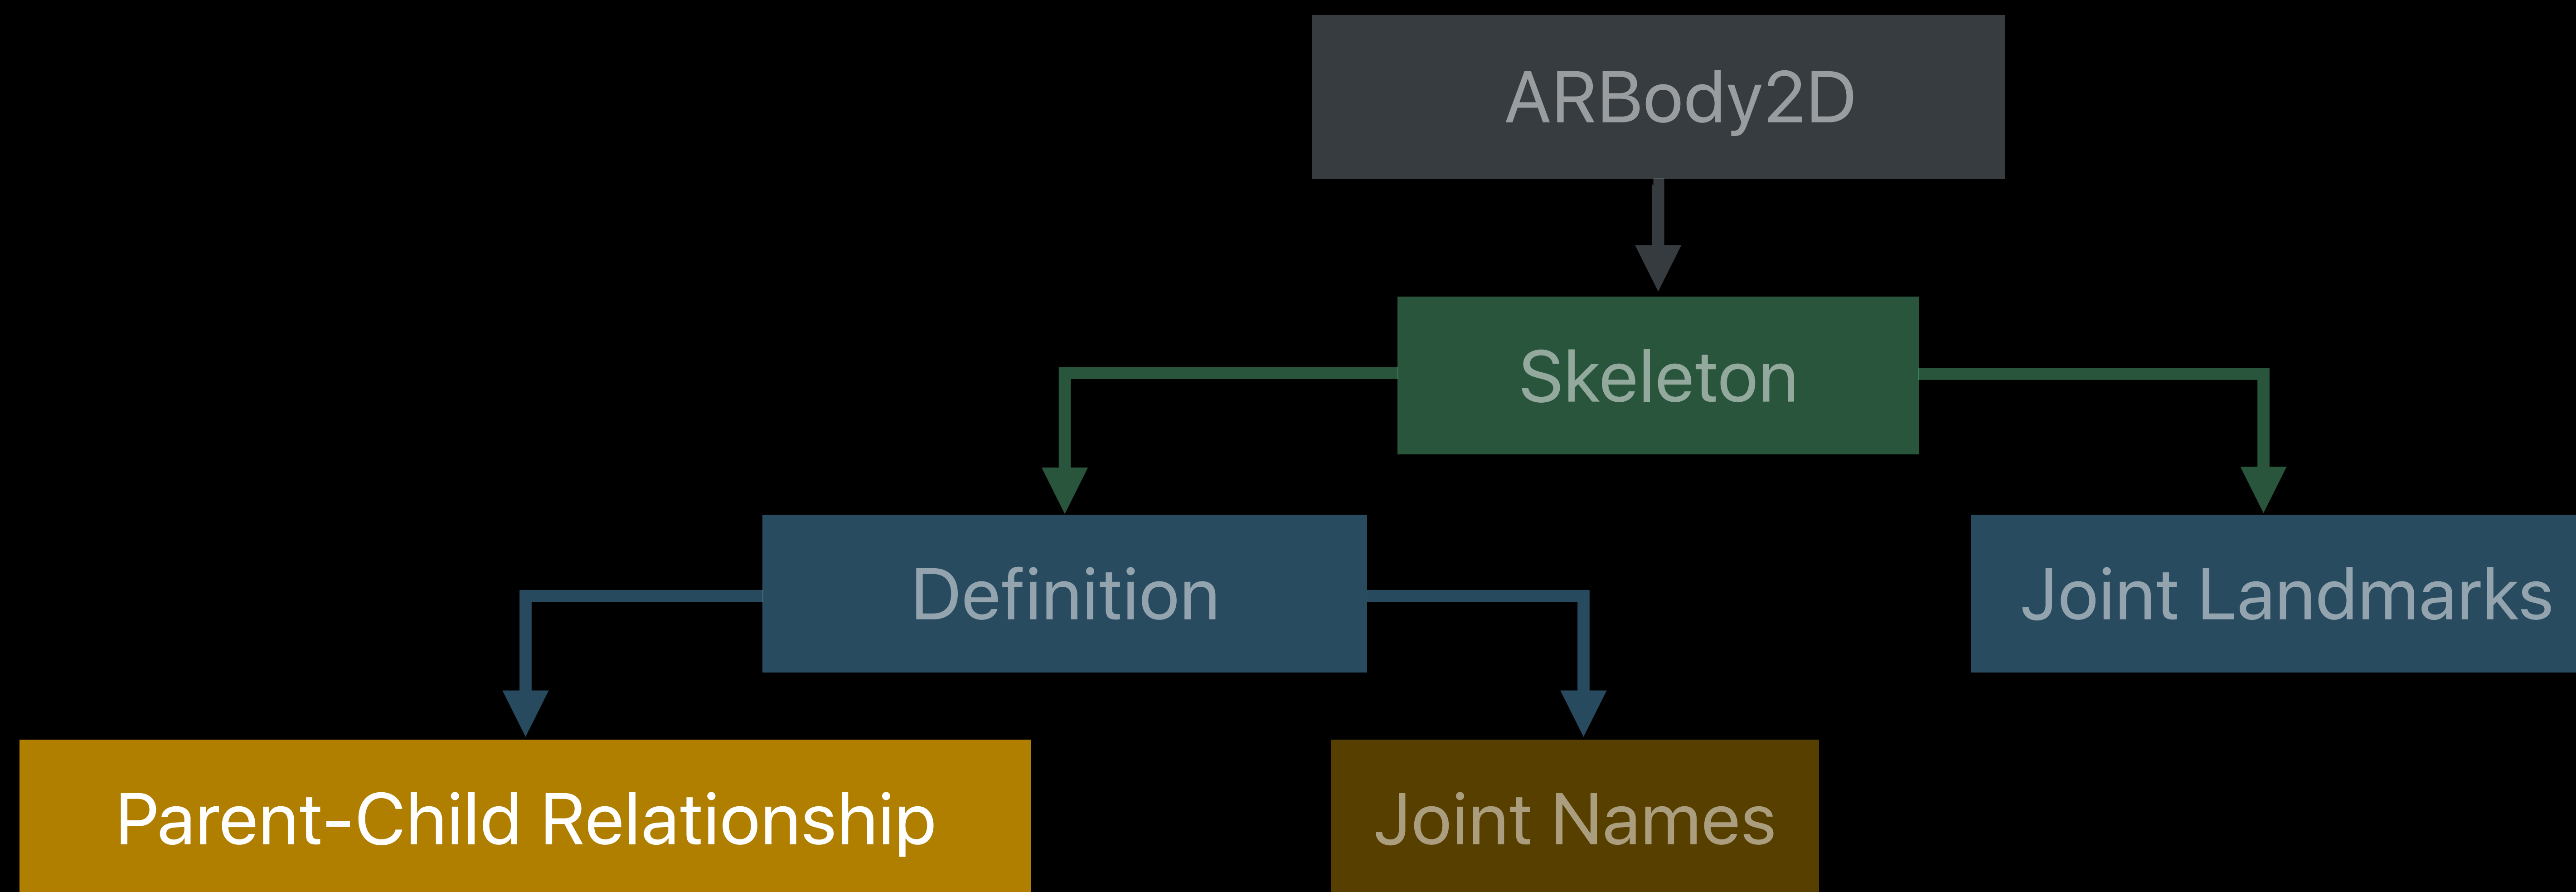 ARBody2D
Skeleton
Definition
Joint Landmarks
Parent-Child Relationship
Joint Names